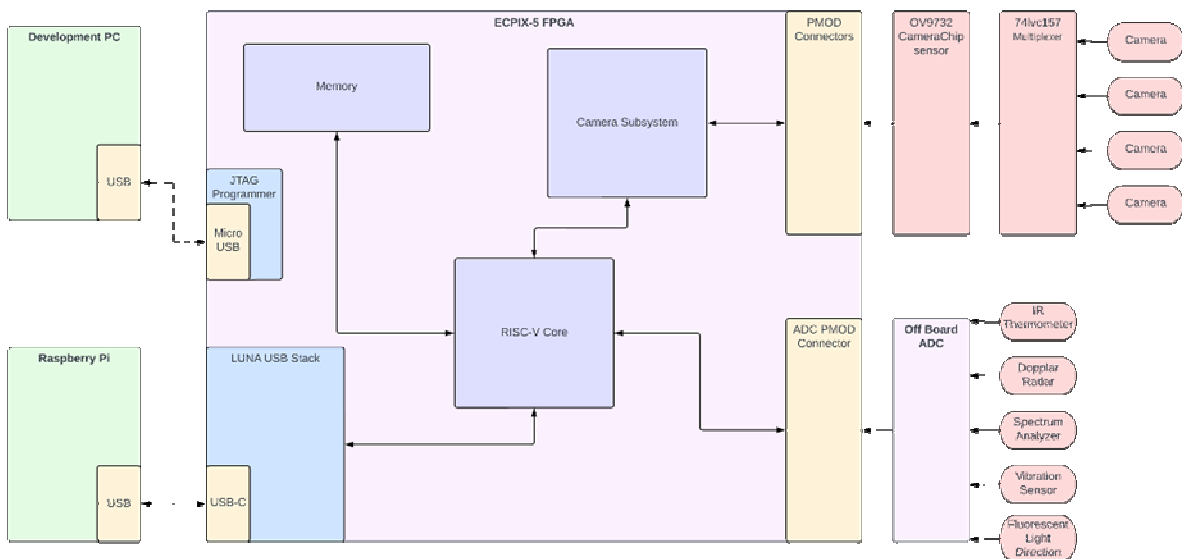 ECPIX-5 FPGA
Development PC
USB
JTAG
Programmer
Micro
USB
Memory
Camera Subsystem
PMOD
Connectors
OV9732
CameraChip
sensor
74lvc157
Multiplexer
Camera
Camera
Camera
Camera
RISC-V Core
Raspberry Pi
USB
LUNA USB Stack
USB-C
ADC PMOD
Connector
Off Board
ADC
IR
Thermometer
Dopplar
Radar
Spectrum
Analyzer
Vibration
Sensor
Fluorescent
Light
Direction